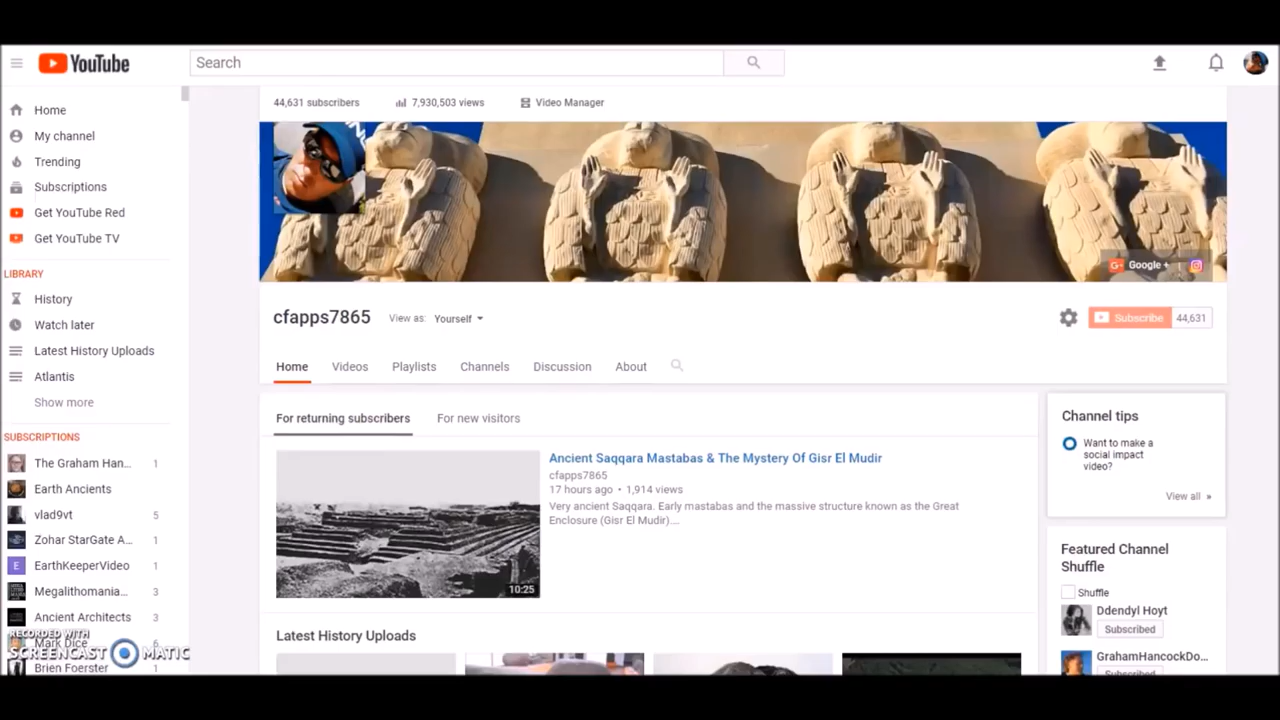 YouTube
Search
Home
My channel
Trending
Subscriptions
Get YouTube Red
Get YouTube TV
LIBRARY
History
Watch later
Latest History Uploads
Atlantis
Show more
SUBSCRIPTIONS
The Graham Han... 1
Earth Ancients
vlad9vt 5
Zohar StarGate A... 1
E EarthKeeperVideo 1
Megalithomania... 3
Ancient Architects 3
Mark Dice 6
Brien Foerster 1
RECORDED WITH
SCREENCAST MATIC
44,631 subscribers
7,930,503 views
Video Manager
G+ Google +
cfapps7865
View as: Yourself
Subscribe 44,631
Home Videos Playlists Channels Discussion About
For returning subscribers For new visitors
Ancient Saqqara Mastabas & The Mystery Of Gisr El Mudir
cfapps7865
17 hours ago • 1,914 views
Very ancient Saqqara. Early mastabas and the massive structure known as the Great
Enclosure (Gisr El Mudir)....
10:25
Latest History Uploads
Channel tips
Want to make a
social impact
video?
View all »
Featured Channel
Shuffle
Shuffle
Ddendyl Hoyt
Subscribed
GrahamHancockDo...
Subscribed